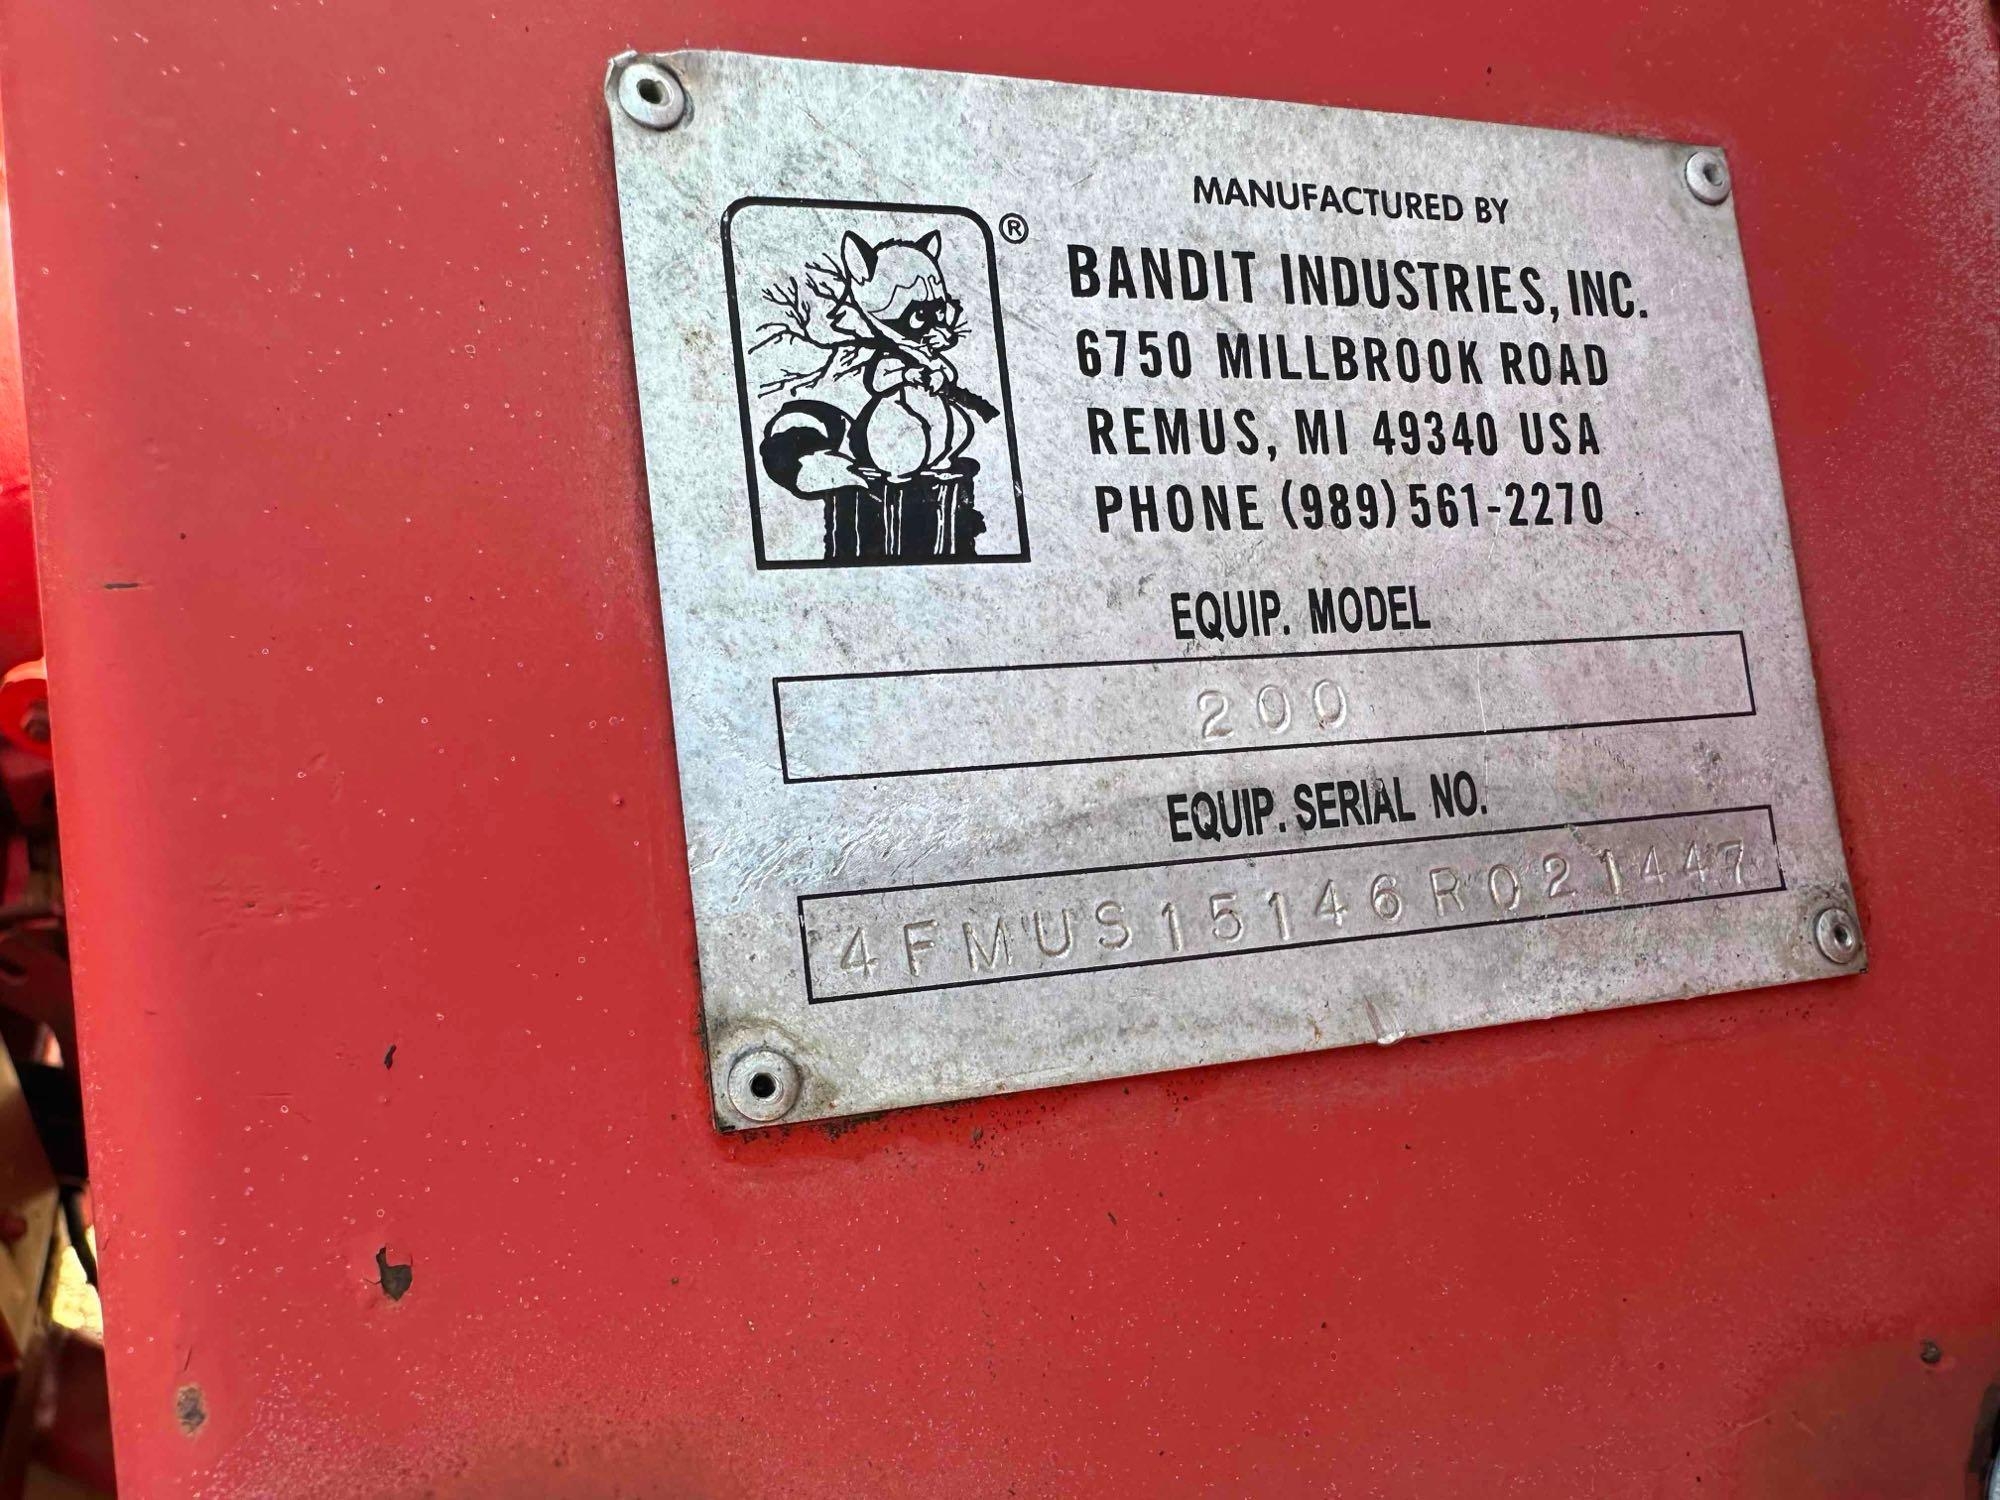 ®
MANUFACTURED BY
BANDIT INDUSTRIES, INC.
6750 MILLBROOK ROAD
REMUS, MI 49340 USA
PHONE (989) 561-2270
EQUIP. MODEL
200
EQUIP. SERIAL NO.
4FMUS15146R021447